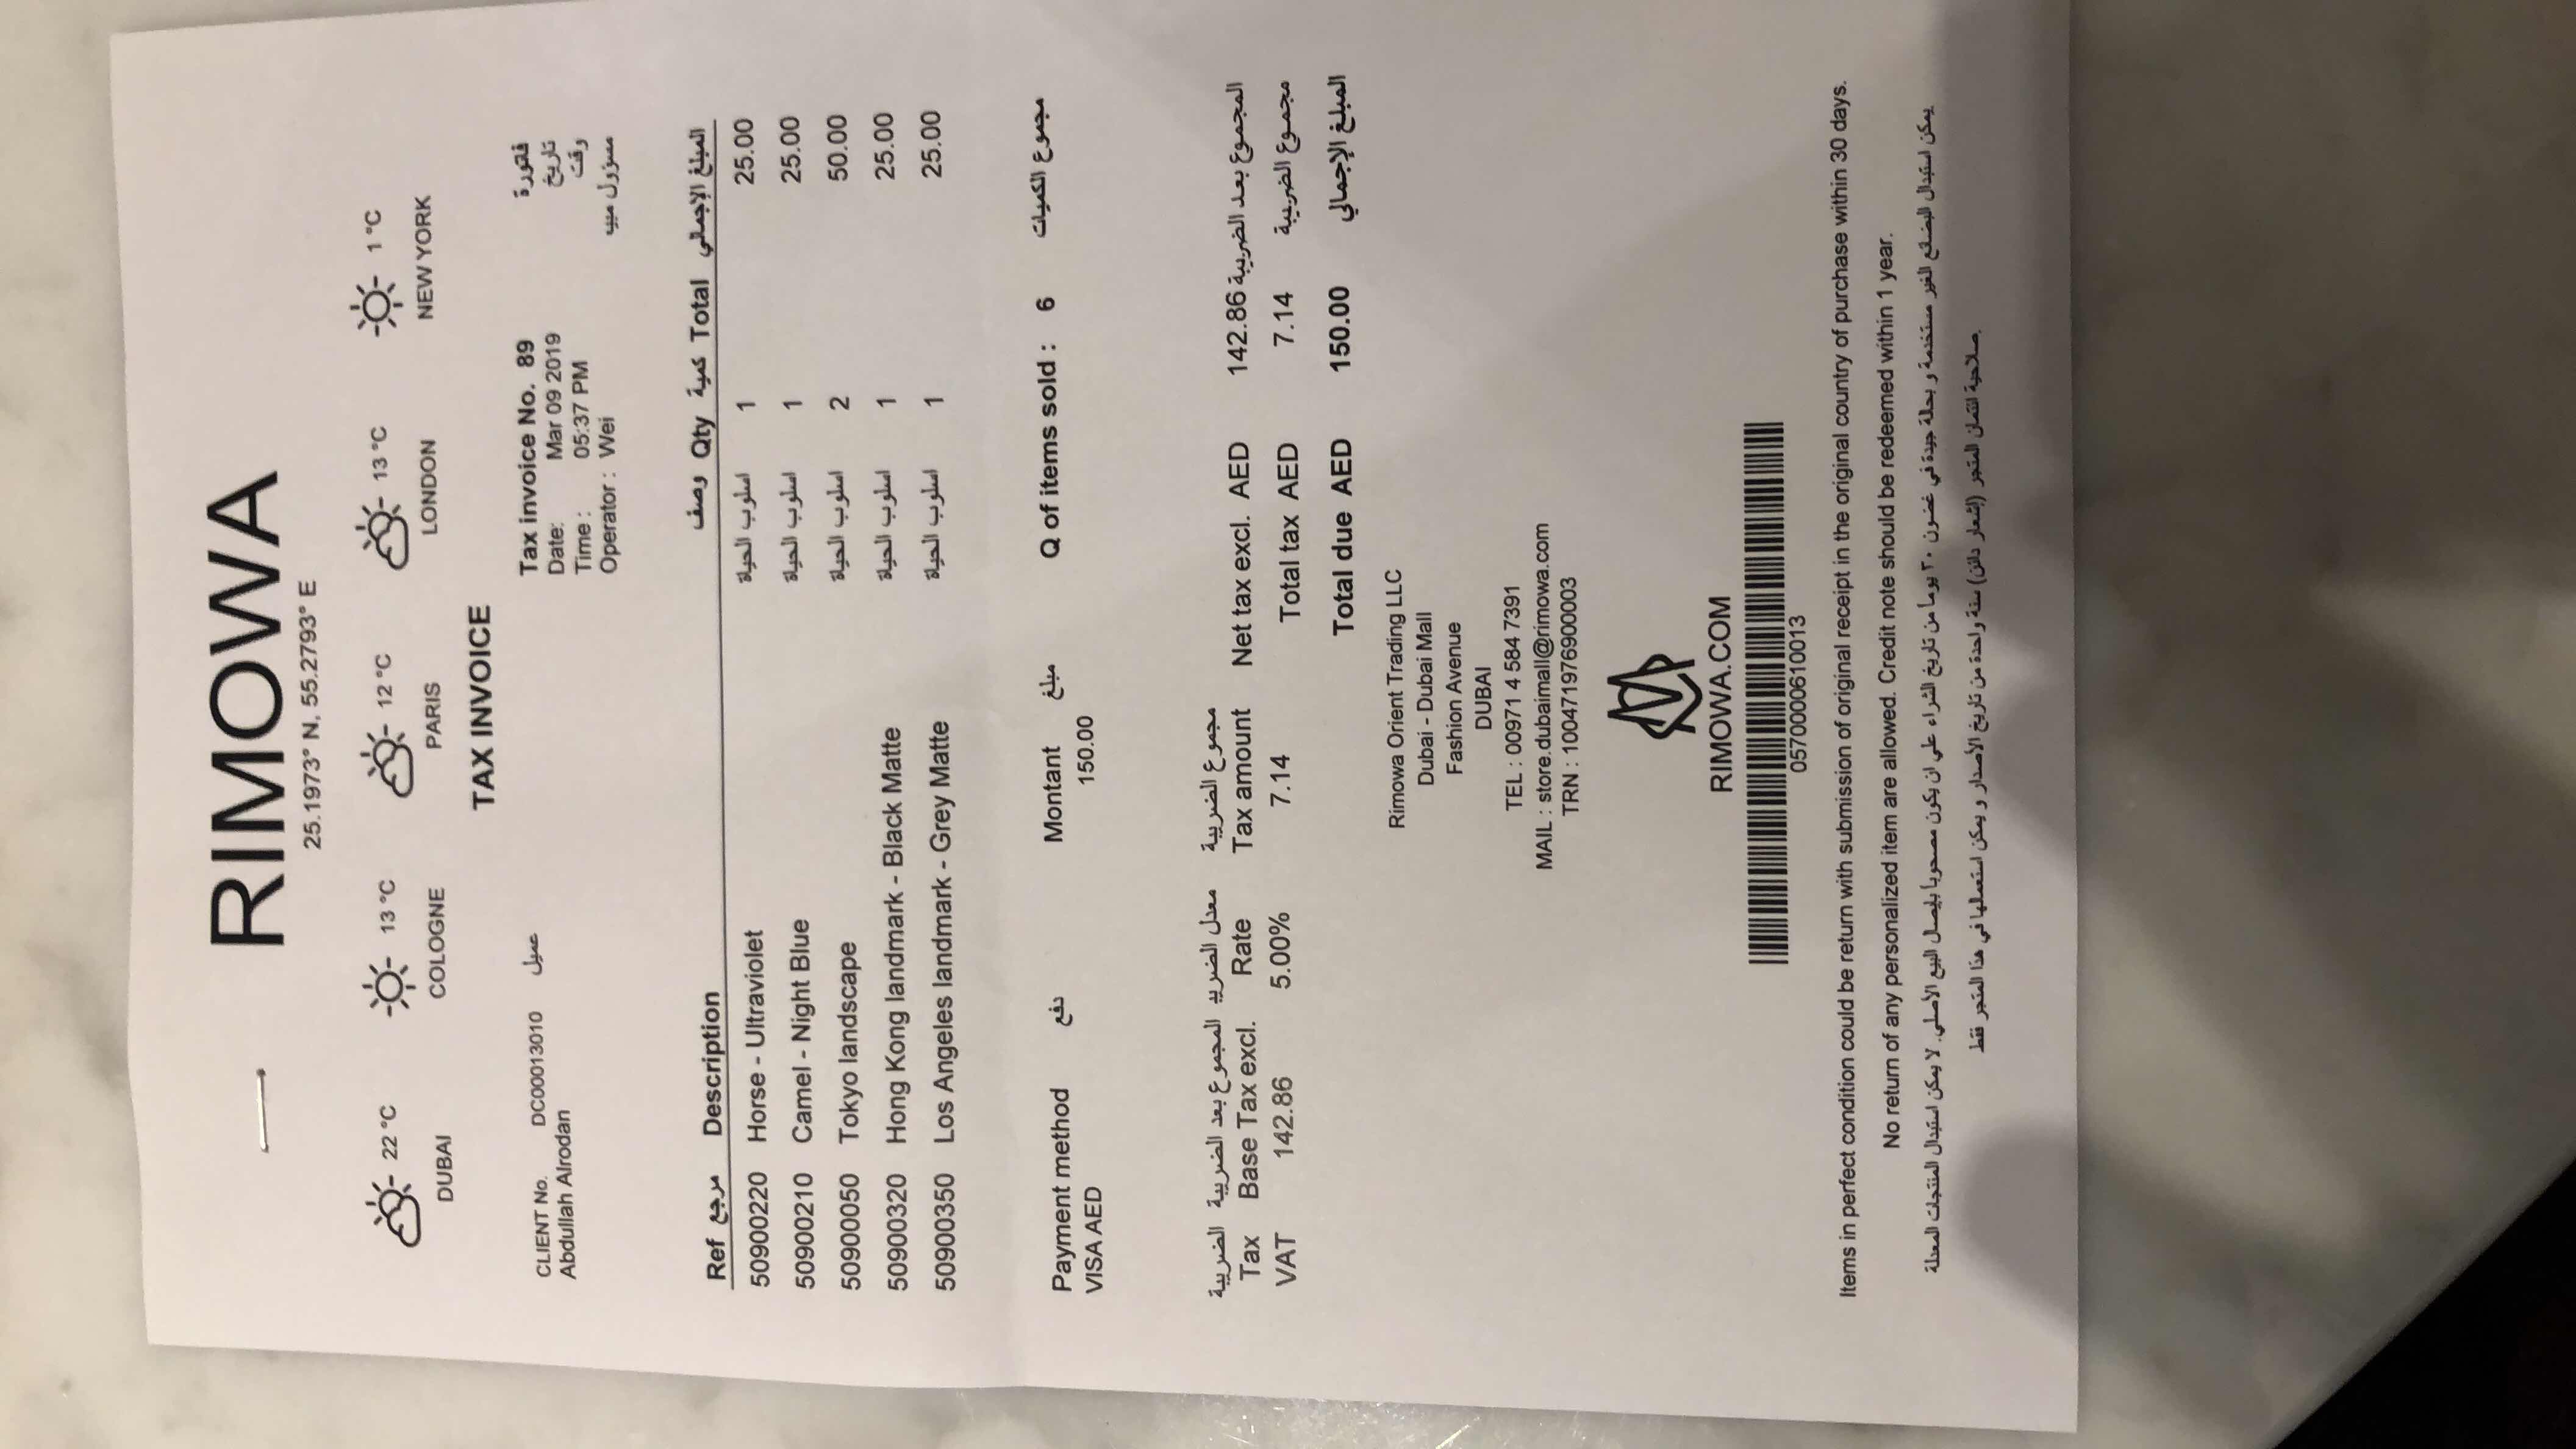 RIMOWA
25.1973° N, 55.2793° E
22 °C 13 °C 12 °C 13 °C 1 °C
DUBAI COLOGNE PARIS LONDON NEW YORK
TAX INVOICE
CLIENT No. DC00013010 عميل
Abdullah Alrodan
Tax invoice No. 89 فاتورة
Date: Mar 09 2019 تاريخ
Time : 05:37 PM وقت
Operator : Wei مسؤول مبيـ
Ref مرجع Description وصف Qty كمية Total المبلغ الإجمالي
50900220 Horse - Ultraviolet اسلوب الحياة 1 25.00
50900210 Camel - Night Blue اسلوب الحياة 1 25.00
50900050 Tokyo landscape اسلوب الحياة 2 50.00
50900320 Hong Kong landmark - Black Matte اسلوب الحياة 1 25.00
50900350 Los Angeles landmark - Grey Matte اسلوب الحياة 1 25.00
Payment method دفع Montant مبلغ Q of items sold : 6 مجموع الكميات
VISA AED 150.00
الضريبة المجموع بعد الضريبة معدل الضريبـ مجموع الضريبة
Tax Base Tax excl. Rate Tax amount
VAT 142.86 5.00% 7.14
Net tax excl. AED 142.86 المجموع بعد الضريبة
Total tax AED 7.14 مجموع الضريبة
Total due AED 150.00 المبلغ الإجمالي
Rimowa Orient Trading LLC
Dubai - Dubai Mall
Fashion Avenue
DUBAI
TEL : 00971 4 584 7391
MAIL : store.dubaimall@rimowa.com
TRN : 100471976900003
RIMOWA.COM
0570000610013
Items in perfect condition could be return with submission of original receipt in the original country of purchase within 30 days.
No return of any personalized item are allowed. Credit note should be redeemed within 1 year.
يمكن استبدال البضائع الغير مستخدمة و بحالة جيدة في غضون ٣٠ يوماً من تاريخ الشراء علي ان يكون مصحوباً بإيصال البيع الأصلي. لا يمكن استبدال المنتجات المعدلة
صلاحية ائتمان المتجر (إشعار دائن) سنة واحدة من تاريخ الأصدار و يمكن استعمالها في هذا المتجر فقط.